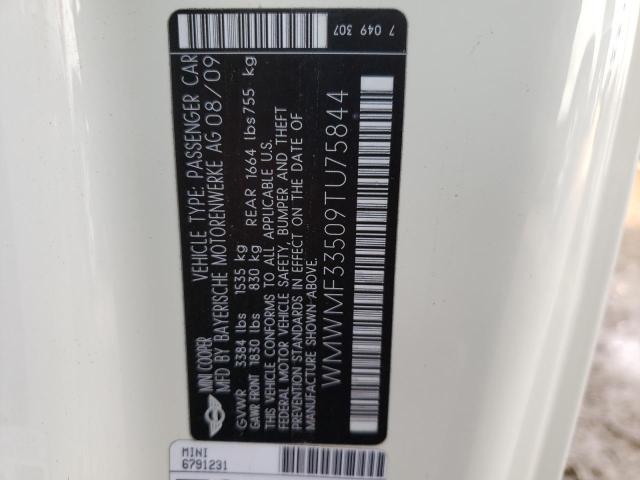 MINI COOPER VEHICLE TYPE: PASSENGER CAR
MFD BY BAYERISCHE MOTORENWERKE AG 08/09
GVWR 3384 lbs 1535 kg
GAWR FRONT 1830 lbs 830 kg REAR 1664 lbs 755 kg
THIS VEHICLE CONFORMS TO ALL APPLICABLE U.S.
FEDERAL MOTOR VEHICLE SAFETY, BUMPER AND THEFT
PREVENTION STANDARDS IN EFFECT ON THE DATE OF
MANUFACTURE SHOWN ABOVE.
WMWMF33509TU75844
7 049 307
MINI
6791231